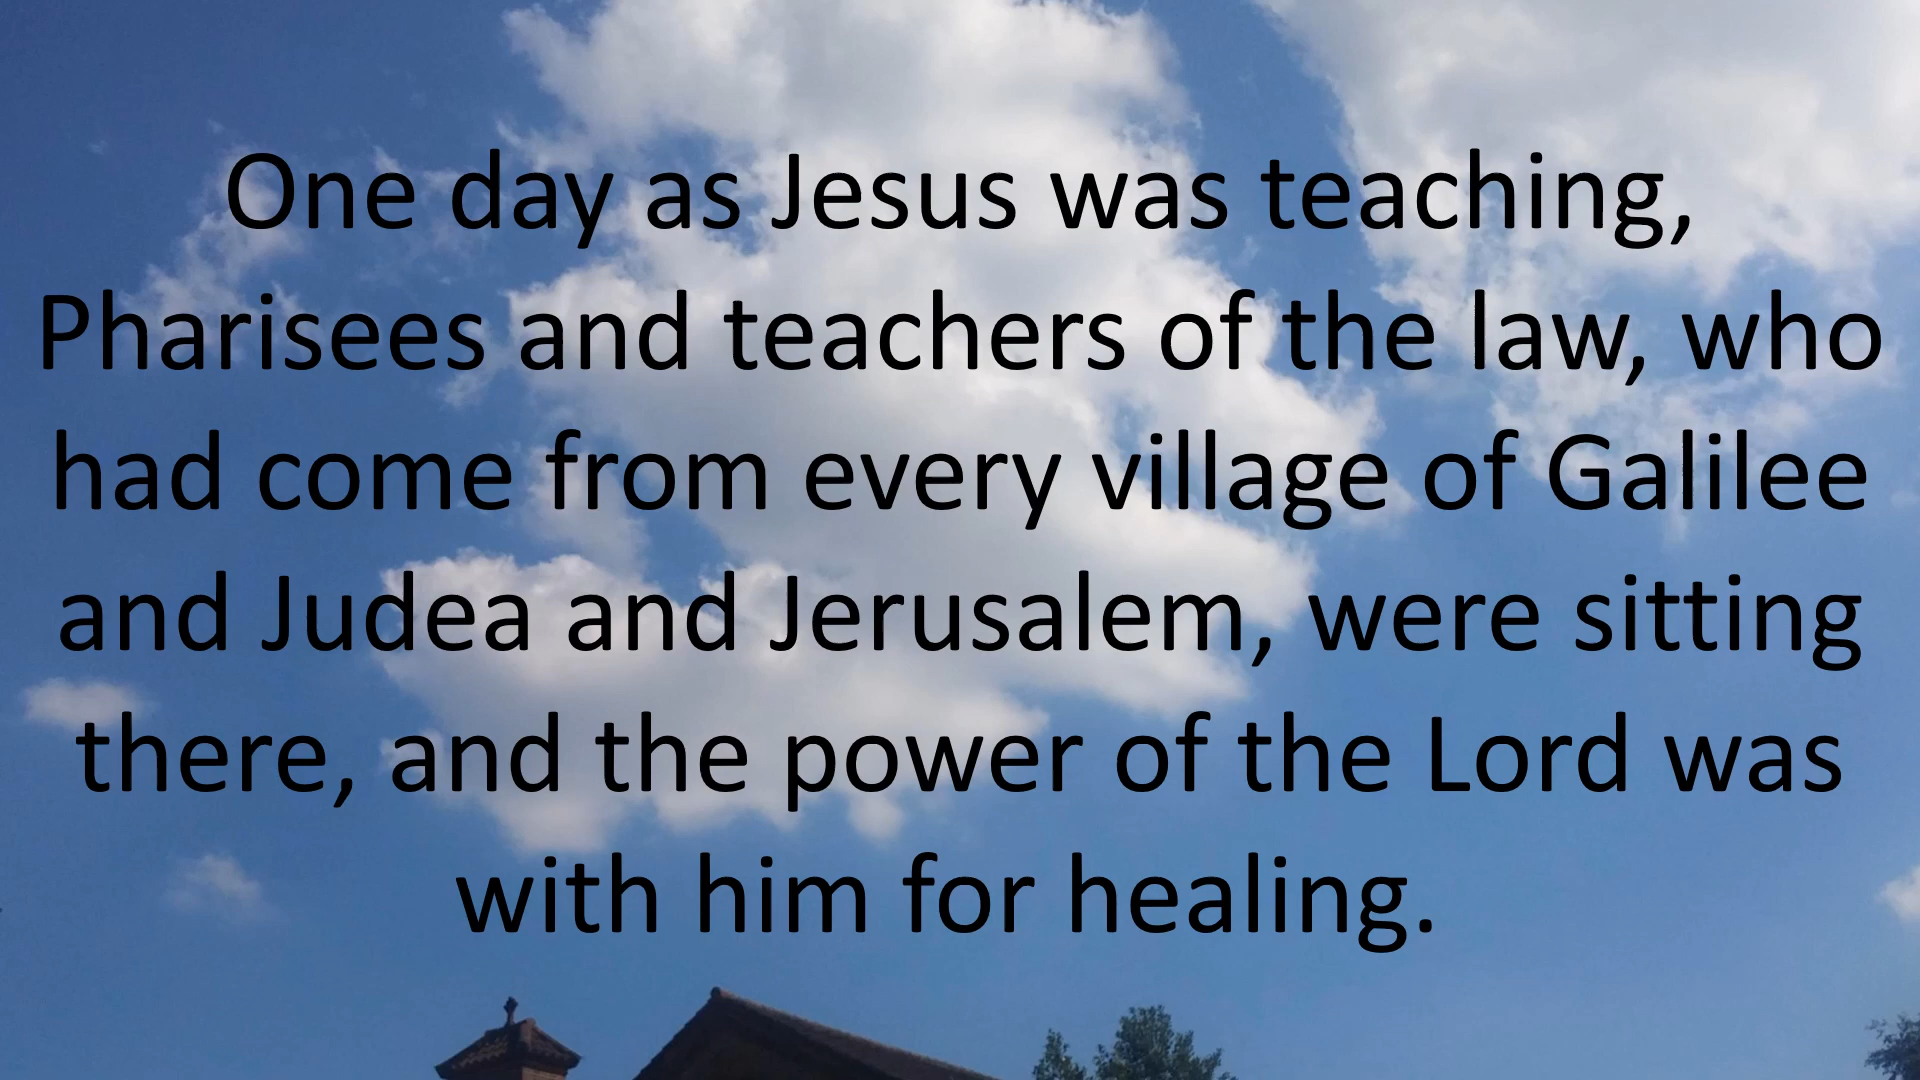 One day as Jesus was teaching,
Pharisees and teachers of the law, who
had come from every village of Galilee
and Judea and Jerusalem, were sitting
there, and the power of the Lord was
with him for healing.